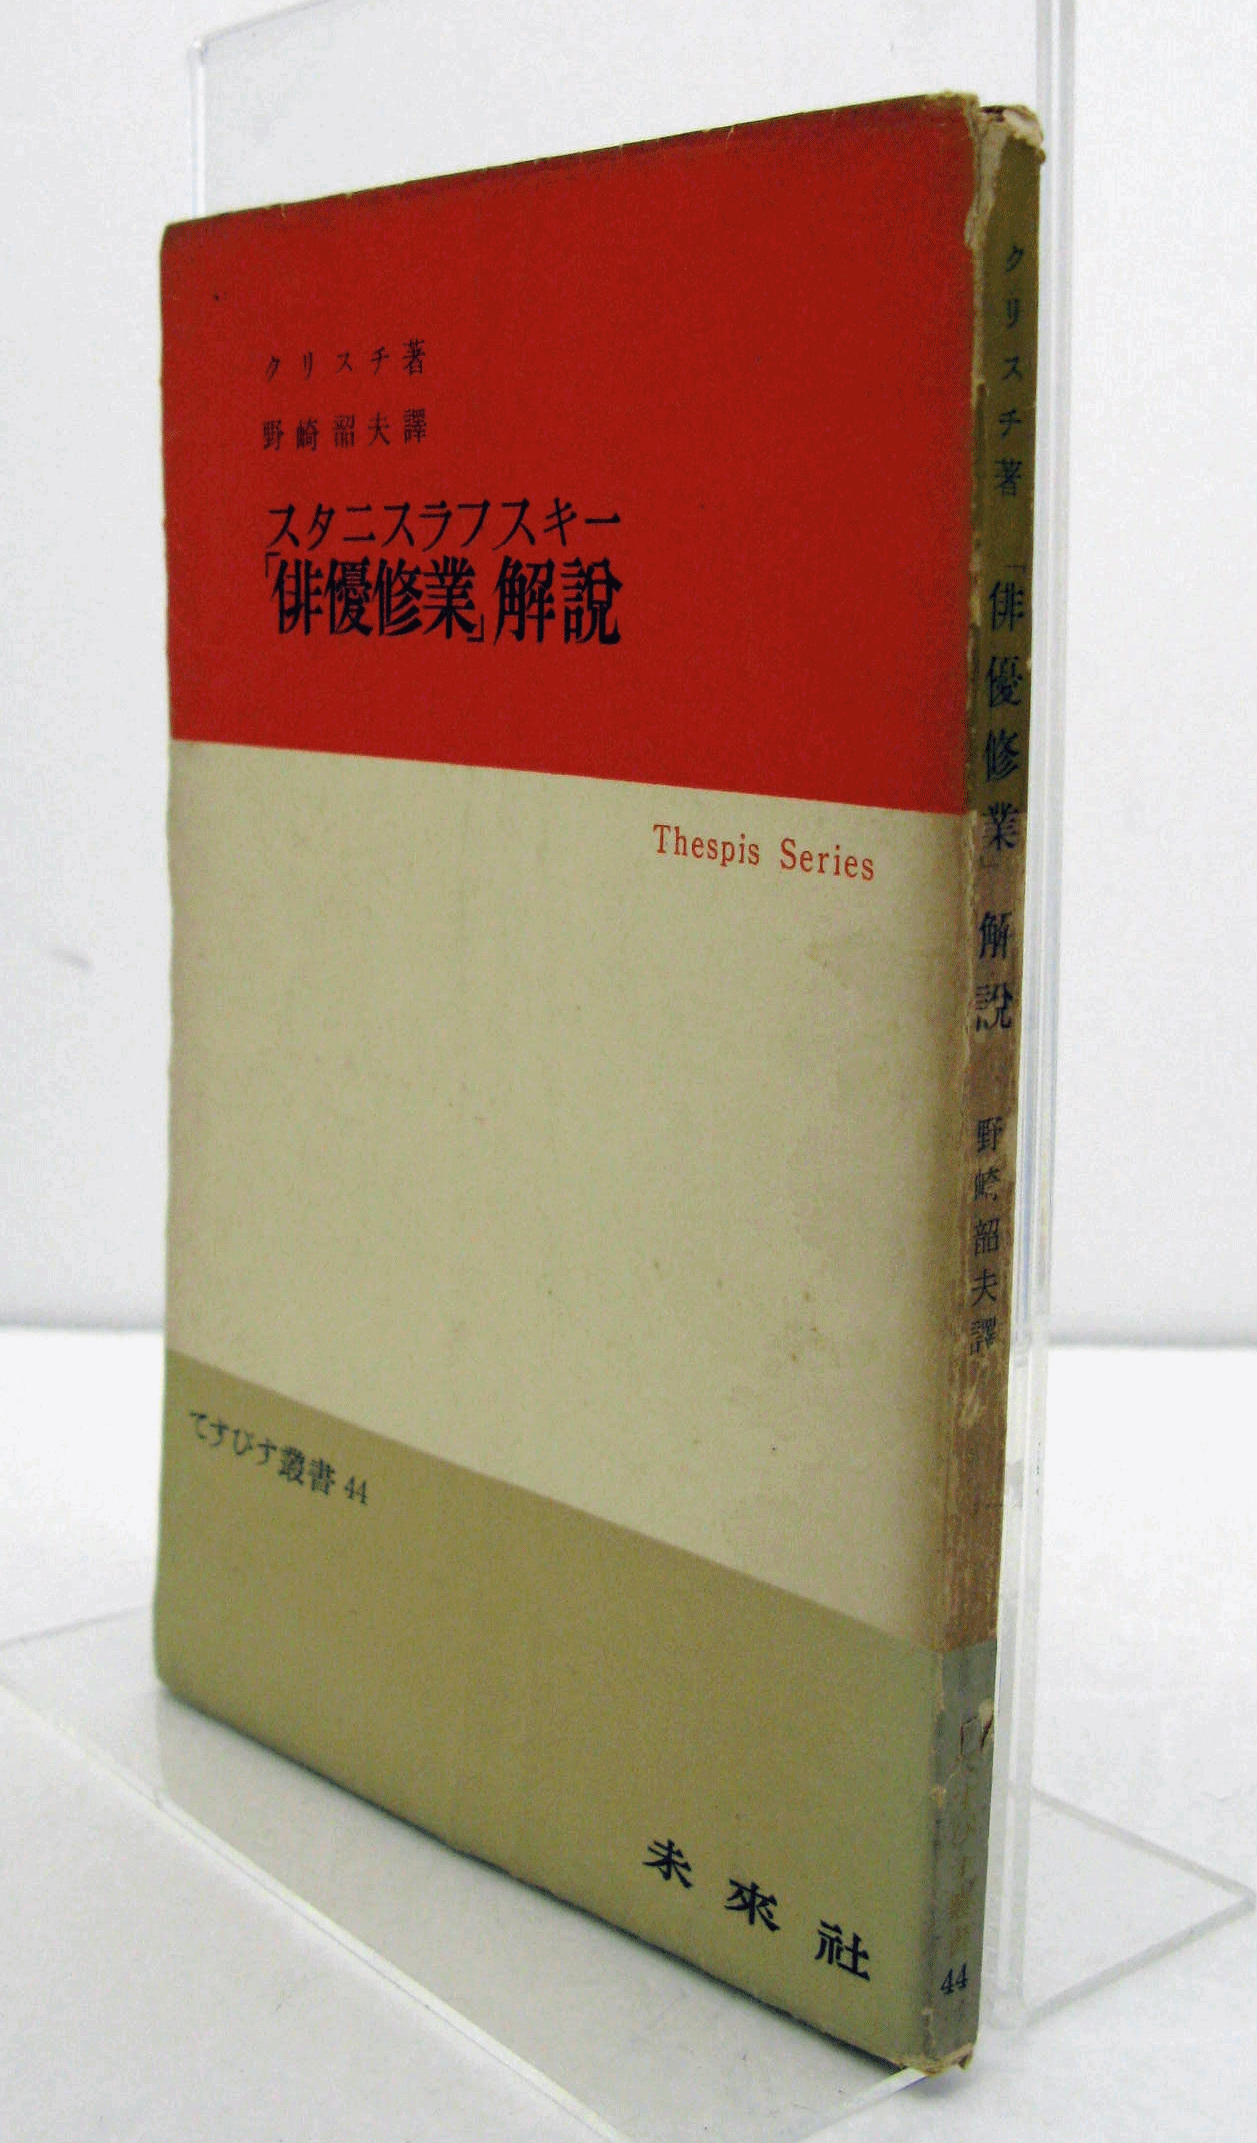 クリスチ著
野崎韶夫譯
スタニスラフスキー
「俳優修業」解說
Thespis Series
てすぴす叢書 44
未來社
クリスチ著 「俳優修業」 解說 野崎韶夫譯
44